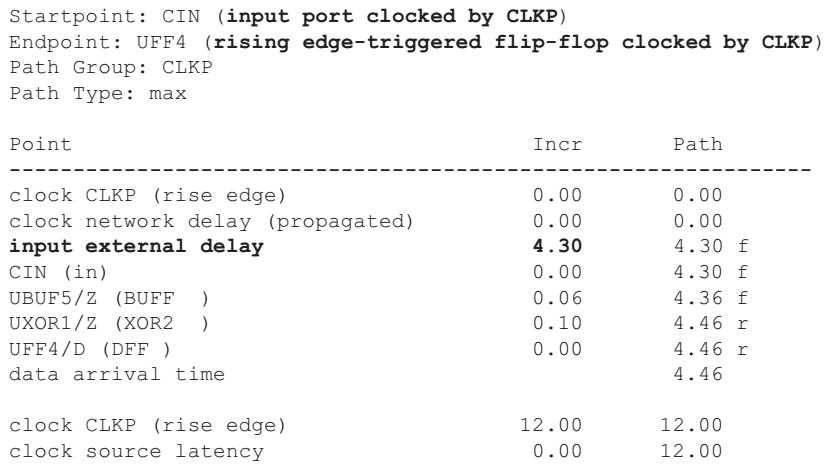 Startpoint: CIN (input port clocked by CLKP)
Endpoint: UFF4 (rising edge-triggered flip-flop clocked by CLKP)
Path Group: CLKP
Path Type: max
Point Incr Path
---------------------------------------------------------------
clock CLKP (rise edge) 0.00 0.00
clock network delay (propagated) 0.00 0.00
input external delay 4.30 4.30 f
CIN (in) 0.00 4.30 f
UBUF5/Z (BUFF ) 0.06 4.36 f
UXOR1/Z (XOR2 ) 0.10 4.46 r
UFF4/D (DFF ) 0.00 4.46 r
data arrival time 4.46
clock CLKP (rise edge) 12.00 12.00
clock source latency 0.00 12.00